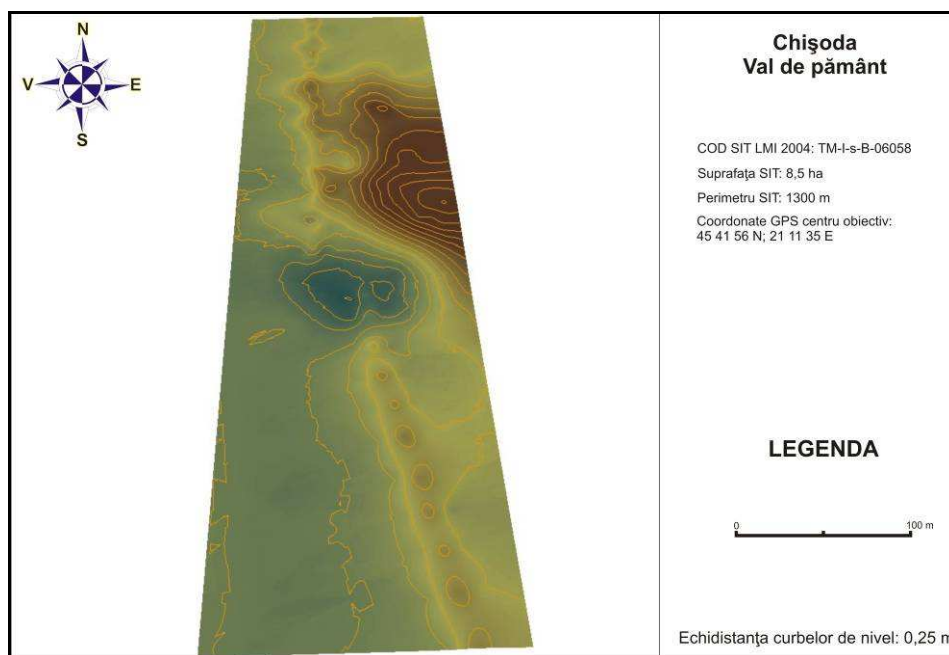 N
V
E
S
Chişoda
Val de pământ
COD SIT LMI 2004: TM-I-s-B-06058
Suprafaţa SIT: 8,5 ha
Perimetru SIT: 1300 m
Coordonate GPS centru obiectiv:
45 41 56 N; 21 11 35 E
LEGENDA
0
100 m
Echidistanţa curbelor de nivel: 0,25 m